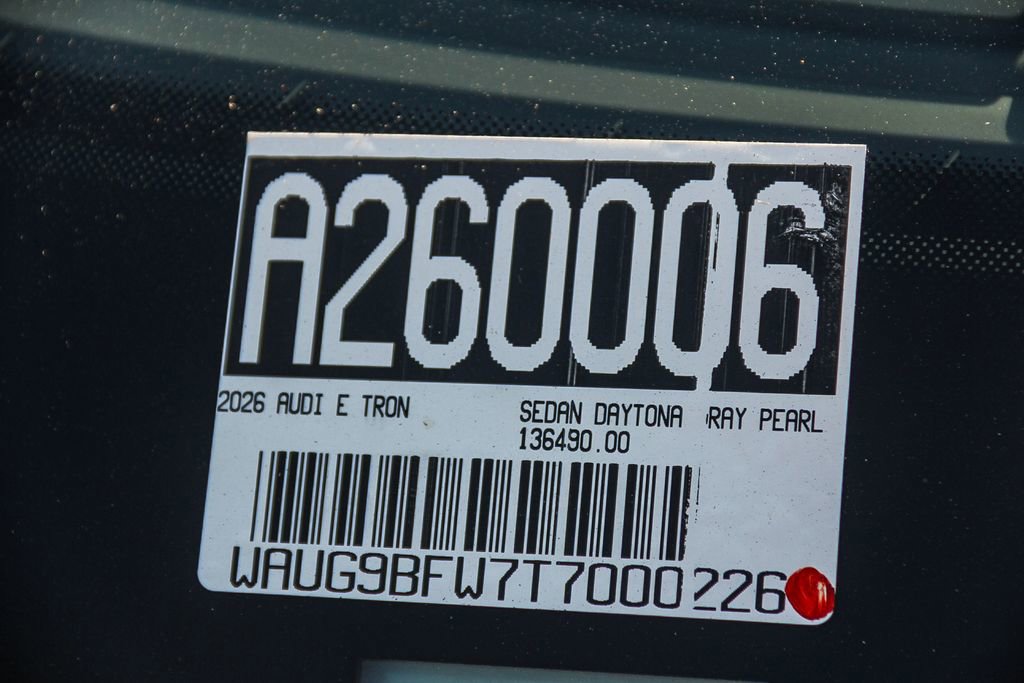 A260006
2026 AUDI E TRON SEDAN DAYTONA RAY PEARL
136490.00
WAUG9BFW7T7000226